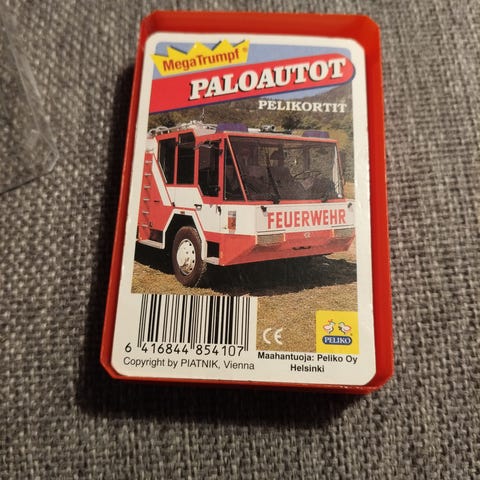 MegaTrumpf®
PALOAUTOT
PELIKORTIT
FEUERWEHR
6 416844 854107
CE
PELIKO
Copyright by PIATNIK, Vienna
Maahantuoja: Peliko Oy
Helsinki